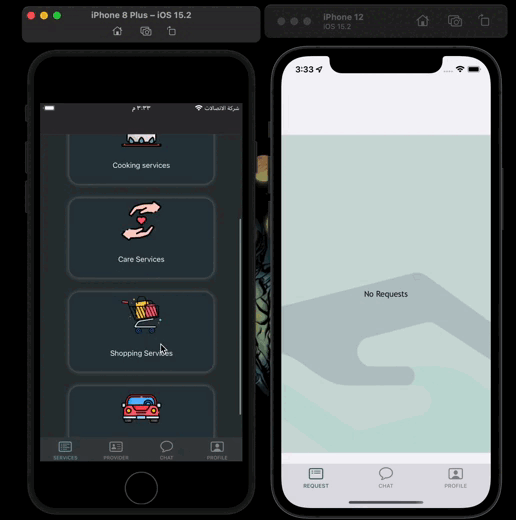 iPhone 8 Plus – iOS 15.2
شركة الاتصالات
٣:٣٣ م
Cooking services
Care Services
Shopping Services
SERVICES
PROVIDER
CHAT
PROFILE
iPhone 12
iOS 15.2
3:33
No Requests
REQUEST
CHAT
PROFILE